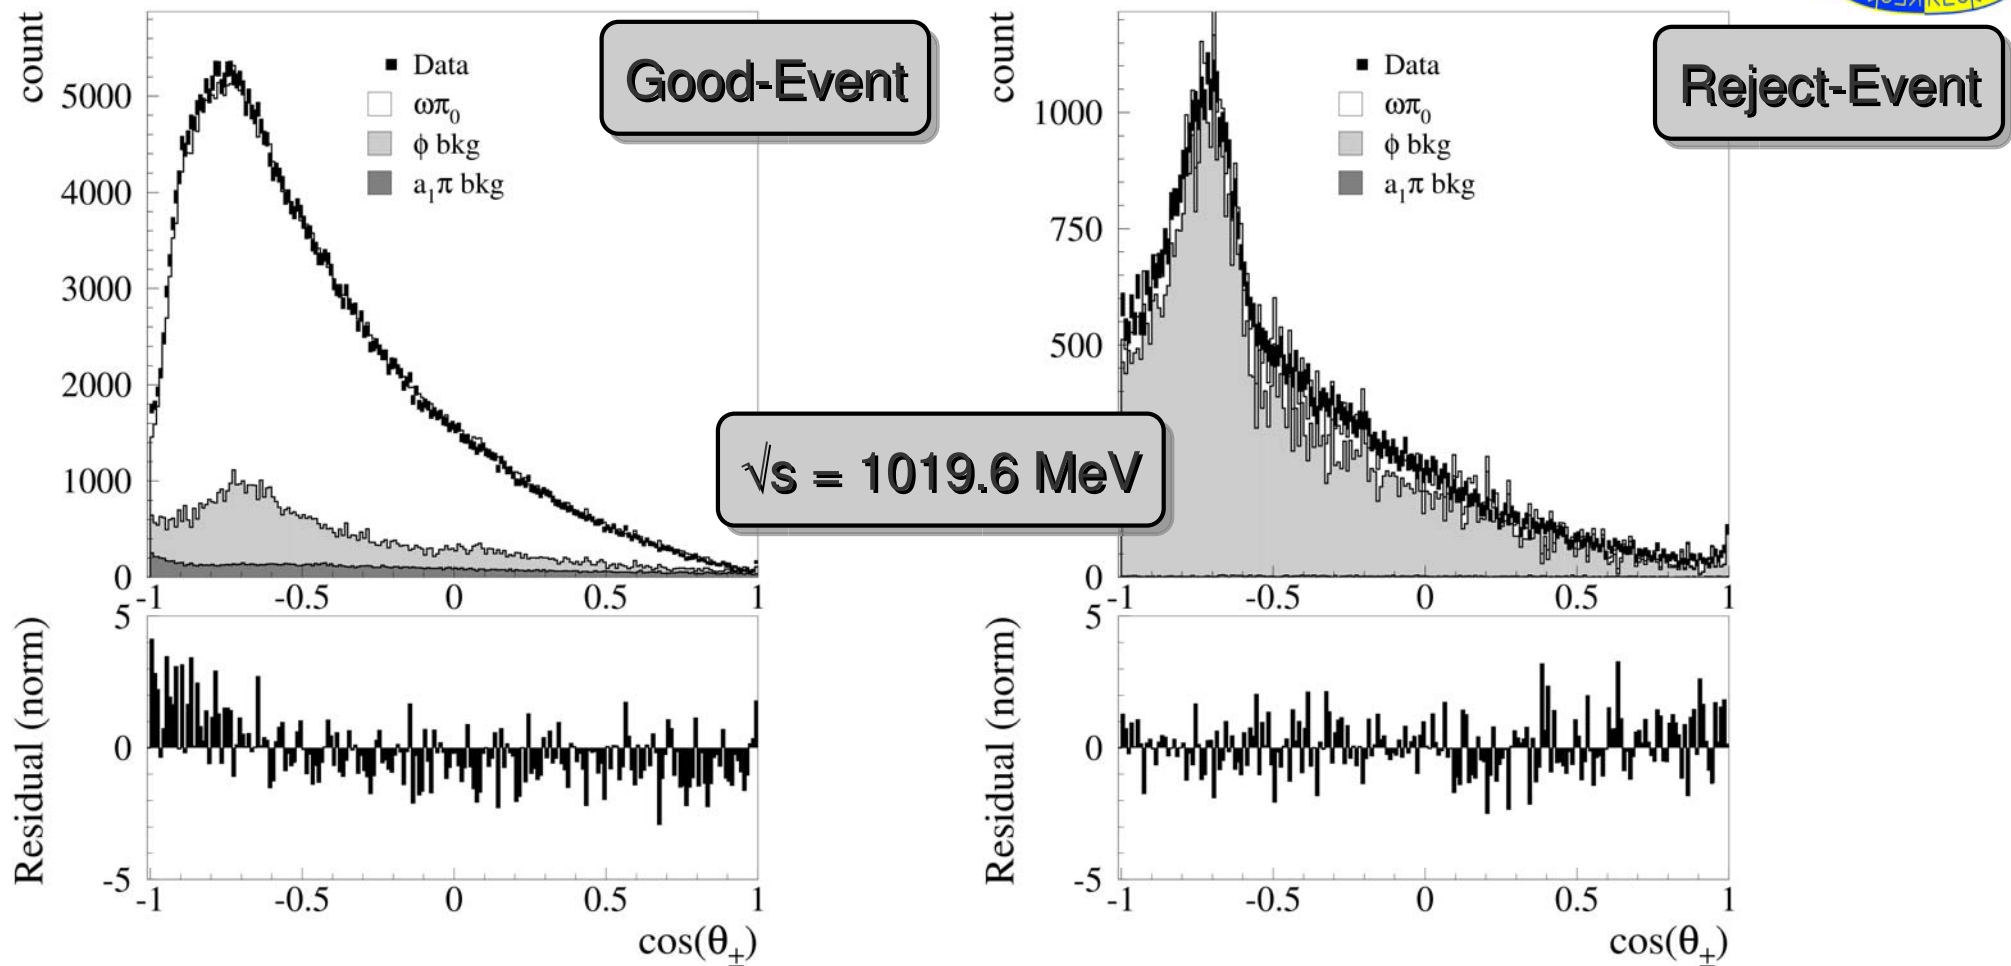 count
5000
4000
3000
2000
1000
0
Data
ωπ₀
ϕ bkg
a₁π bkg
Good-Event
-1
-0.5
0
0.5
1
Residual (norm)
5
0
-5
-1
-0.5
0
0.5
1
cos(θ±)
√s = 1019.6 MeV
count
1000
750
500
0
Data
ωπ₀
ϕ bkg
a₁π bkg
Reject-Event
-1
-0.5
0
0.5
1
Residual (norm)
5
0
-5
-1
-0.5
0
0.5
1
cos(θ±)